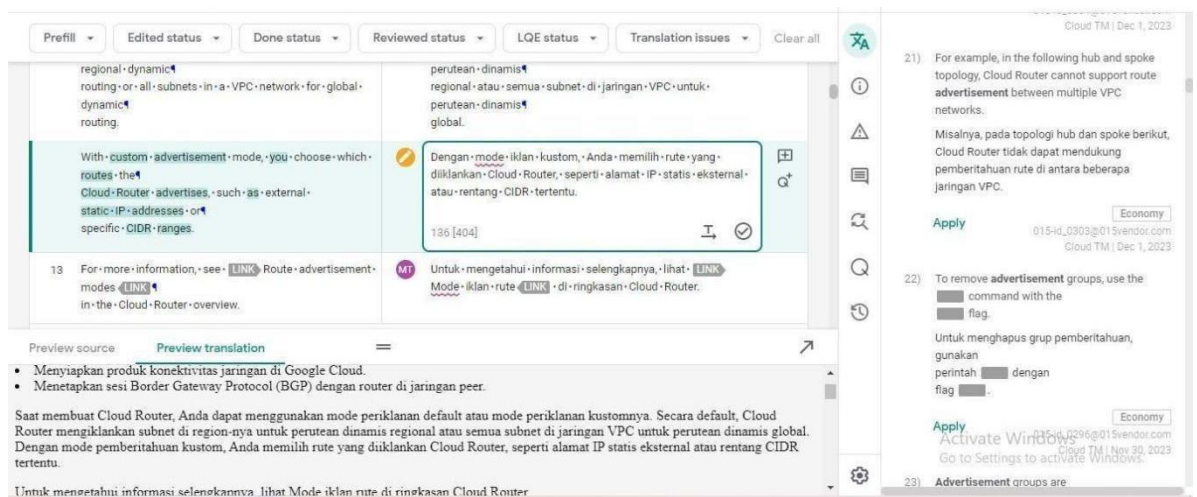 Prefill
Edited status
Done status
Reviewed status
LQE status
Translation issues
Clear all
regional·dynamic¶
routing·or·all·subnets·in·a·VPC·network·for·global·
dynamic¶
routing.
perutean·dinamis¶
regional·atau·semua·subnet·di·jaringan·VPC·untuk·
perutean·dinamis¶
global.
With·custom·advertisement·mode,·you·choose·which·
routes·the¶
Cloud·Router·advertises,·such·as·external·
static·IP·addresses·or¶
specific·CIDR·ranges.
Dengan·mode·iklan·kustom,·Anda·memilih·rute·yang·
diiklankan·Cloud·Router,·seperti·alamat·IP·statis·eksternal·
atau·rentang·CIDR·tertentu.
136 [404]
13 For·more·information,·see·LINK Route·advertisement·
modes LINK ¶
in·the·Cloud·Router·overview.
MT Untuk·mengetahui·informasi·selengkapnya,·lihat·LINK
Mode·iklan·rute LINK ·di·ringkasan·Cloud·Router.
Preview source
Preview translation
• Menyiapkan produk konektivitas jaringan di Google Cloud.
• Menetapkan sesi Border Gateway Protocol (BGP) dengan router di jaringan peer.
Saat membuat Cloud Router, Anda dapat menggunakan mode periklanan default atau mode periklanan kustomnya. Secara default, Cloud
Router mengiklankan subnet di region-nya untuk perutean dinamis regional atau semua subnet di jaringan VPC untuk perutean dinamis global.
Dengan mode pemberitahuan kustom, Anda memilih rute yang diiklankan Cloud Router, seperti alamat IP statis eksternal atau rentang CIDR
tertentu.
Untuk mengetahui informasi selengkapnya, lihat Mode iklan rute di ringkasan Cloud Router
Cloud TM | Dec 1, 2023
21) For example, in the following hub and spoke
topology, Cloud Router cannot support route
advertisement between multiple VPC
networks.
Misalnya, pada topologi hub dan spoke berikut,
Cloud Router tidak dapat mendukung
pemberitahuan rute di antara beberapa
jaringan VPC.
Apply
Economy
015-id_0303@015vendor.com
Cloud TM | Dec 1, 2023
22) To remove advertisement groups, use the
command with the
flag.
Untuk menghapus grup pemberitahuan,
gunakan
perintah dengan
flag .
Apply
Economy
Cloud TM | Nov 30, 2023
Activate Windows
Go to Settings to activate Windows.
23) Advertisement groups are